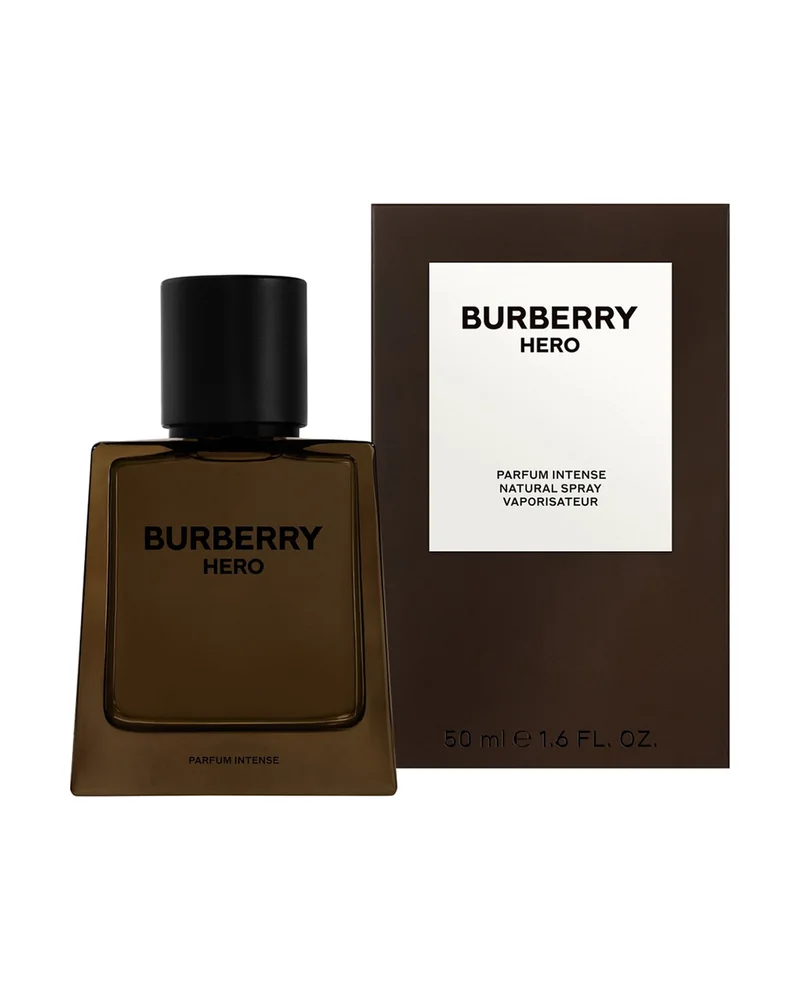 BURBERRY
HERO
PARFUM INTENSE
BURBERRY
HERO
PARFUM INTENSE
NATURAL SPRAY
VAPORISATEUR
50 ml ℮ 1.6 FL. OZ.